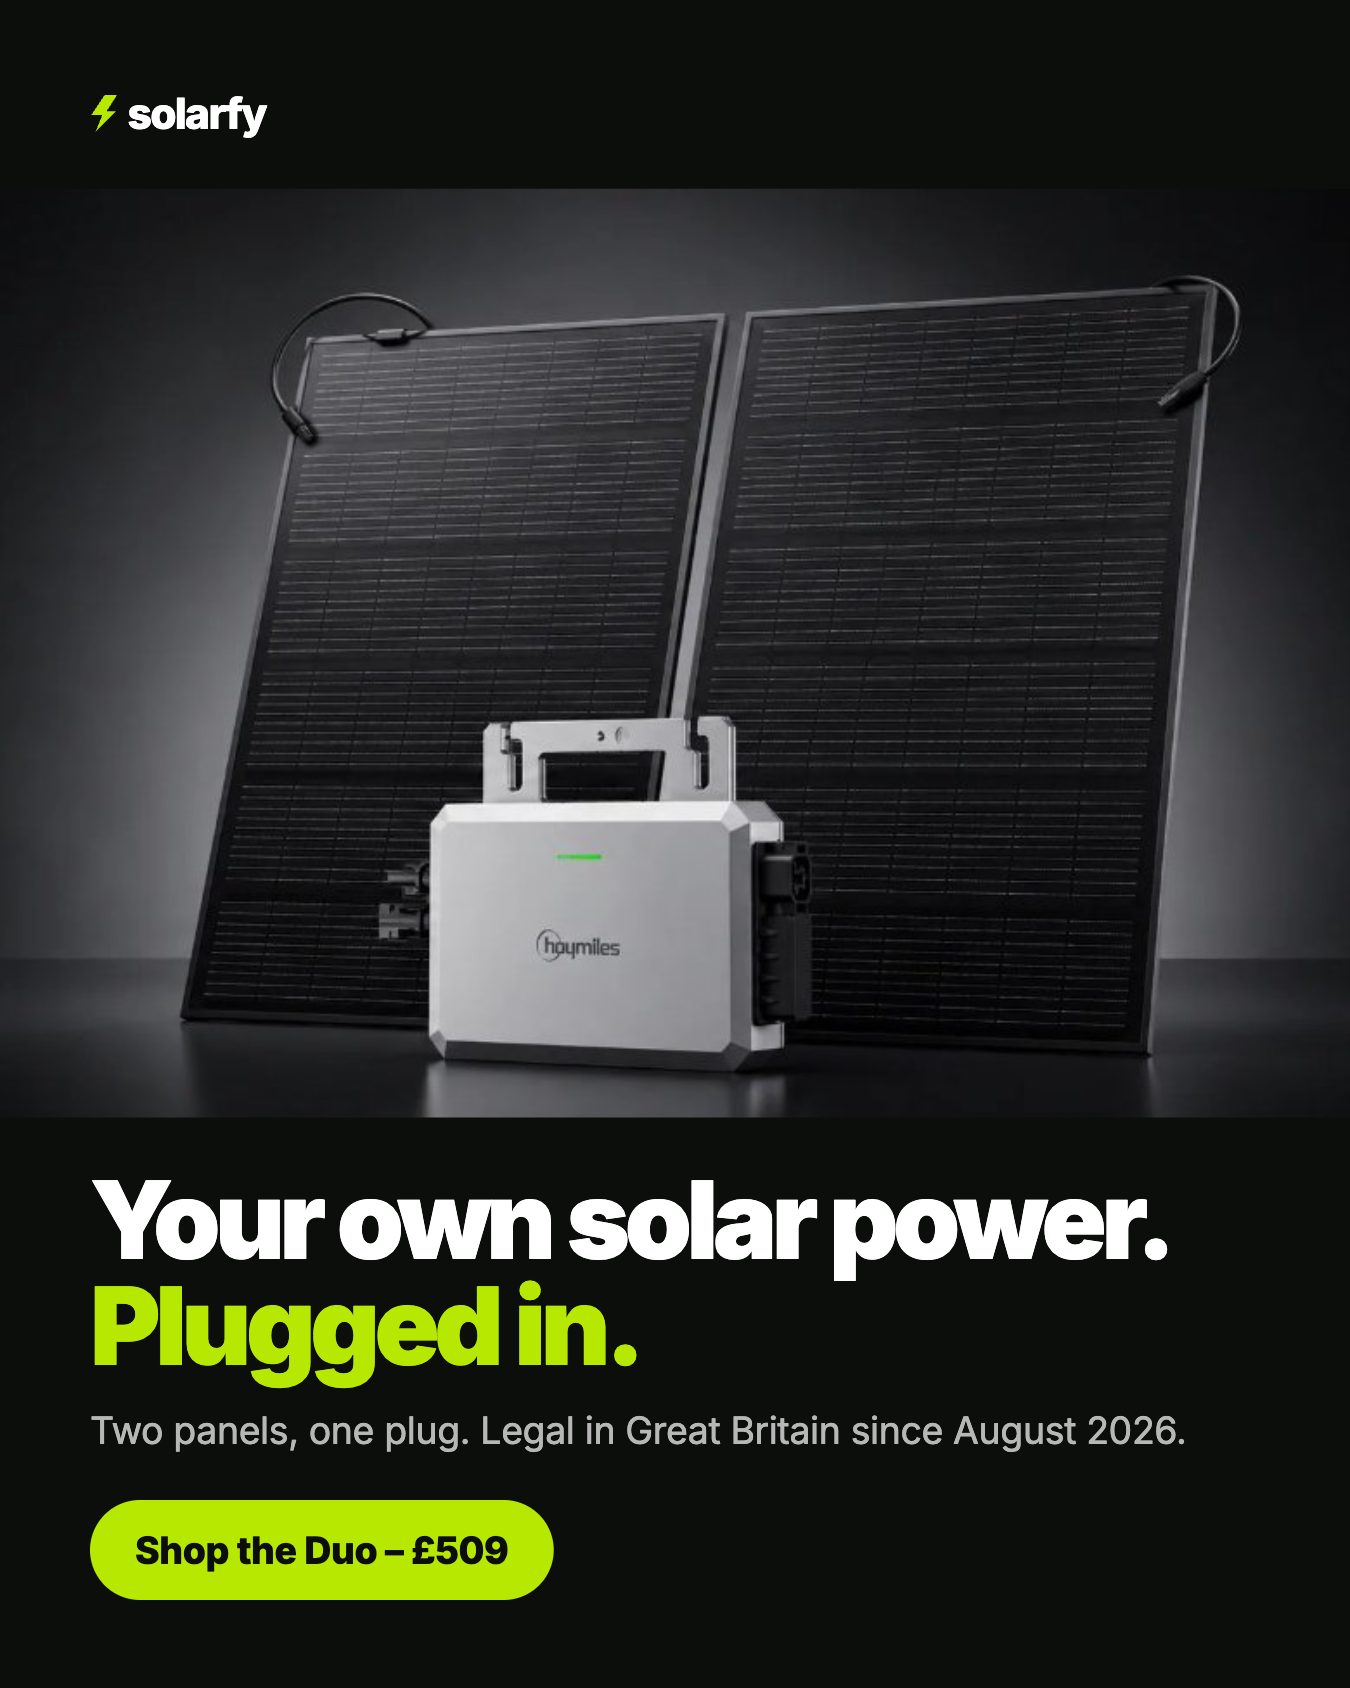 solarfy
hoymiles
Your own solar power.
Plugged in.
Two panels, one plug. Legal in Great Britain since August 2026.
Shop the Duo – £509